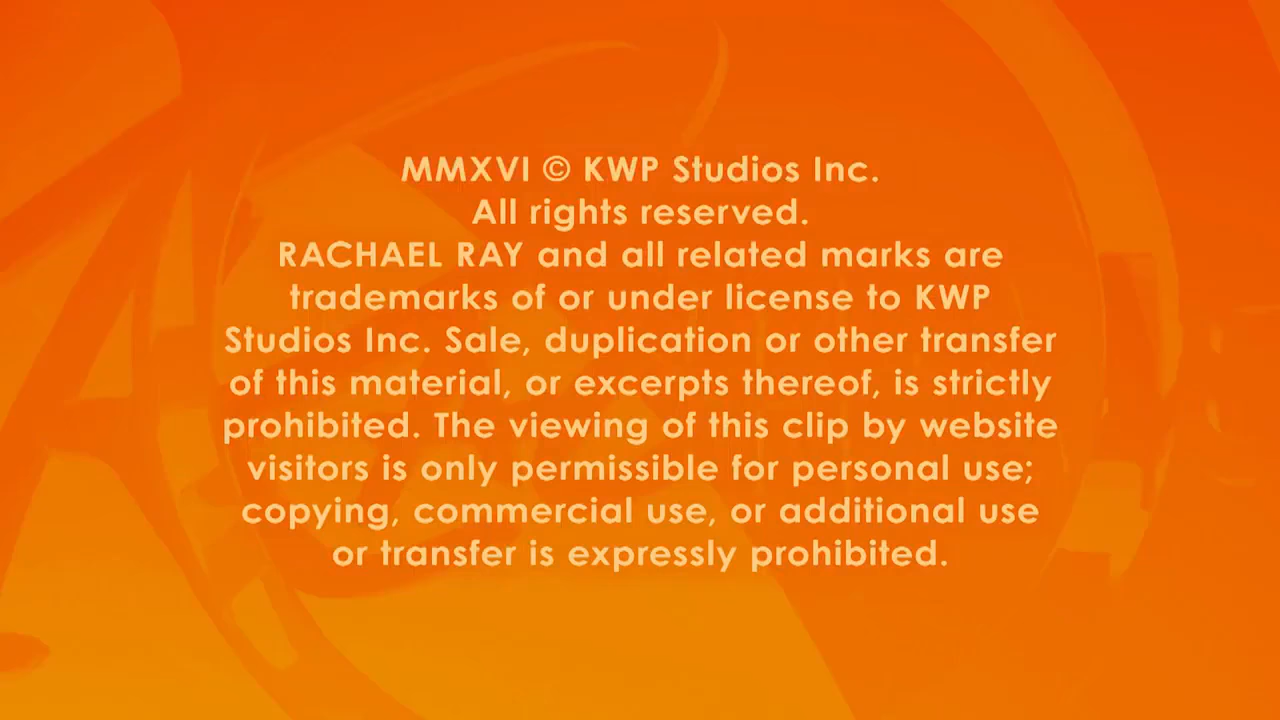 MMXVI © KWP Studios Inc.
All rights reserved.
RACHAEL RAY and all related marks are
trademarks of or under license to KWP
Studios Inc. Sale, duplication or other transfer
of this material, or excerpts thereof, is strictly
prohibited. The viewing of this clip by website
visitors is only permissible for personal use;
copying, commercial use, or additional use
or transfer is expressly prohibited.